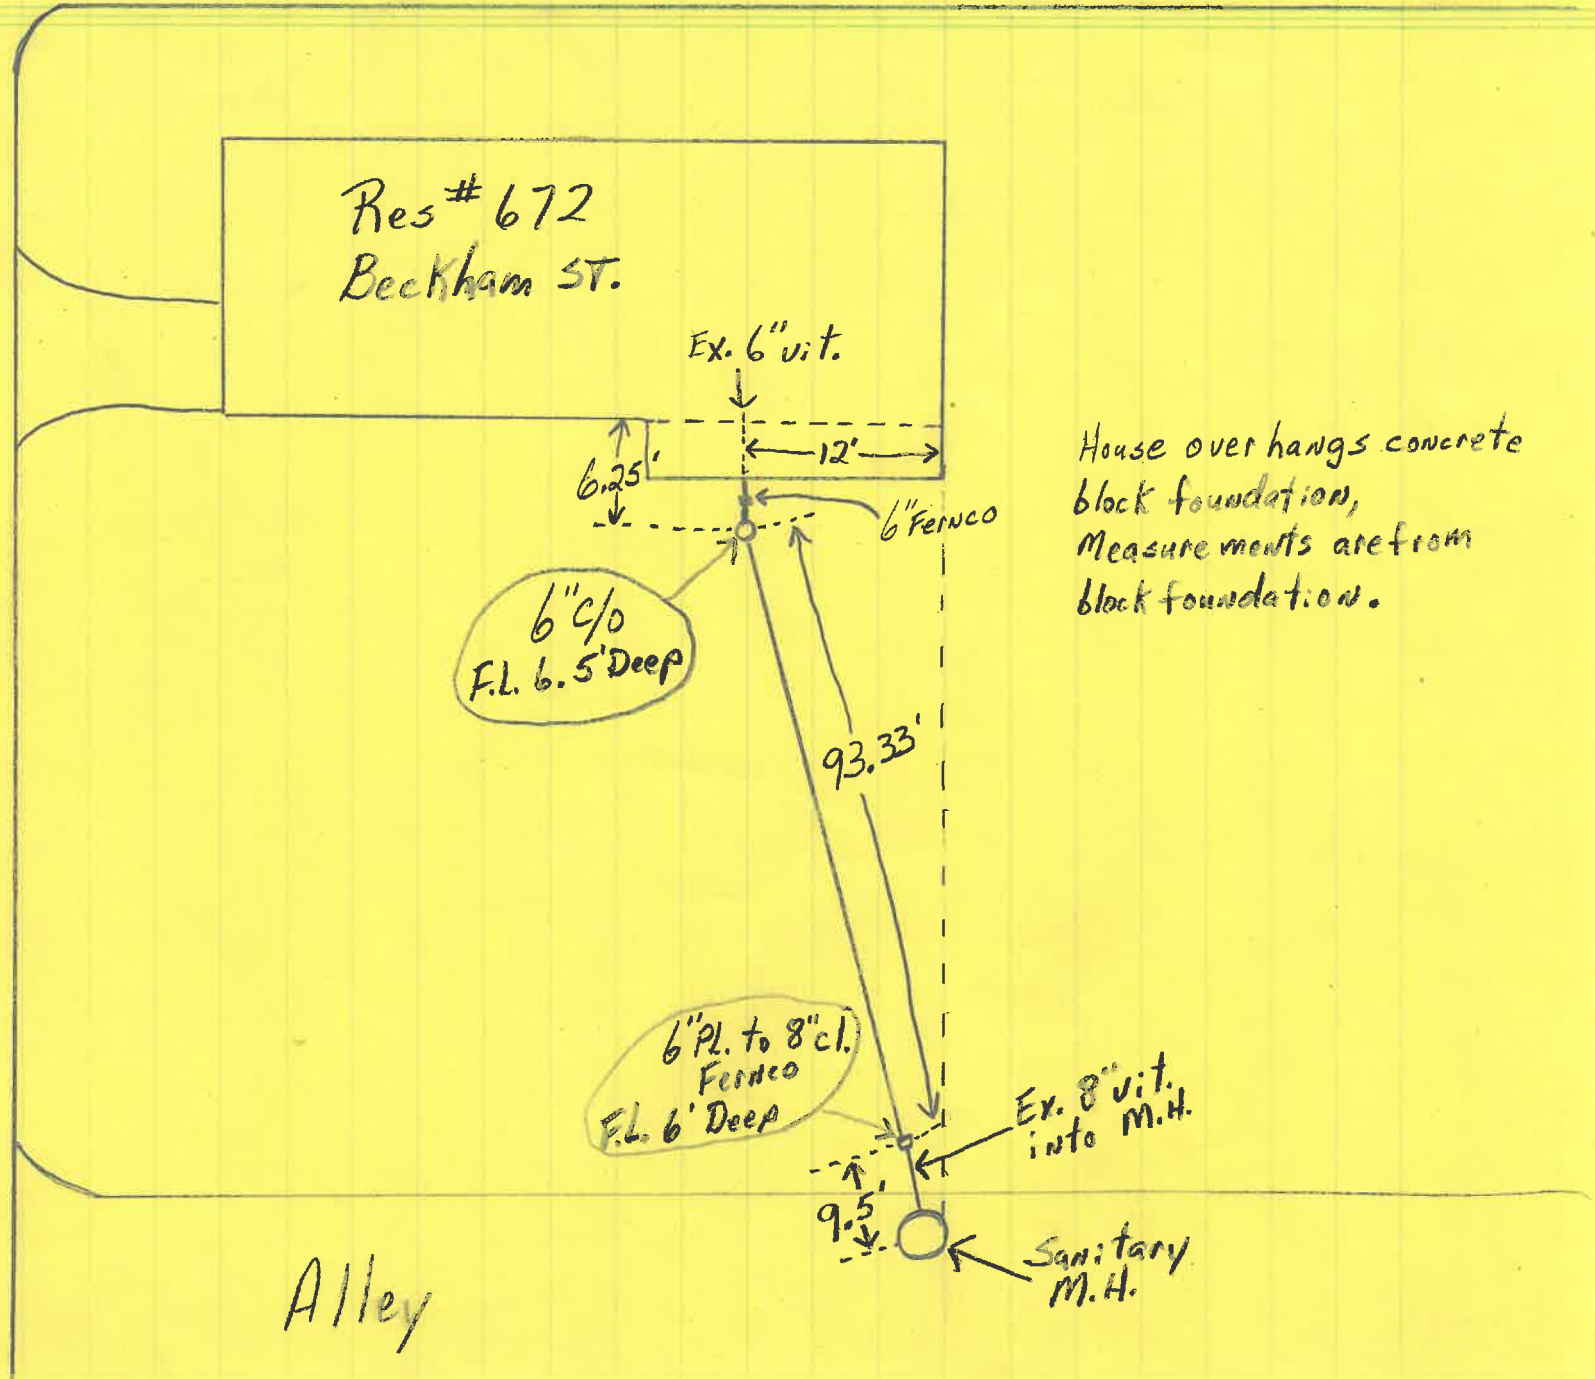 Res # 672
Beckham ST.
Ex. 6" vit.
12'
6.25'
6" Fernco
House over hangs concrete
block foundation,
Measurements are from
block foundation.
6" C/O
F.L. 6.5' Deep
93.33'
6" PL. to 8" cl.
Fernco
F.L. 6' Deep
Ex. 8" vit.
into M.H.
9.5'
Sanitary
M.H.
Alley